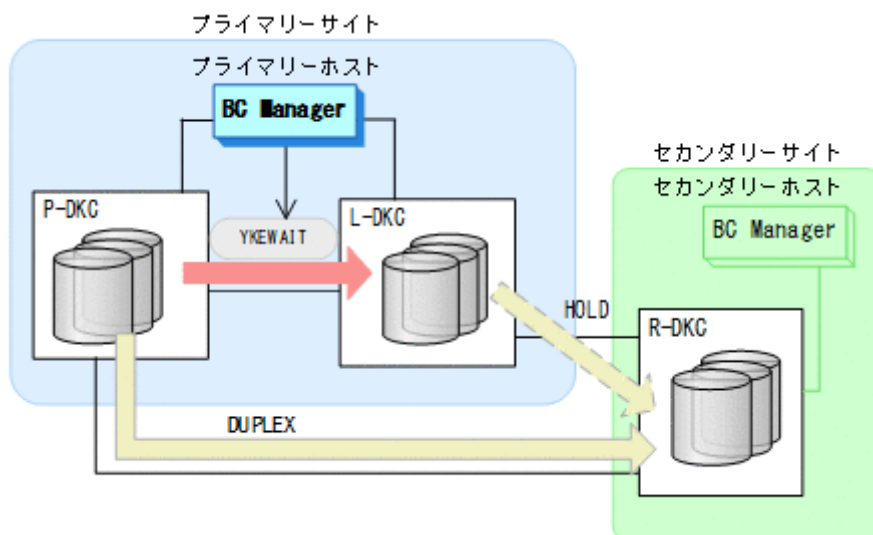 プライマリーサイト
プライマリーホスト
BC Manager
セカンダリーサイト
セカンダリーホスト
P-DKC
L-DKC
YKEWAIT
BC Manager
HOLD
R-DKC
DUPLEX